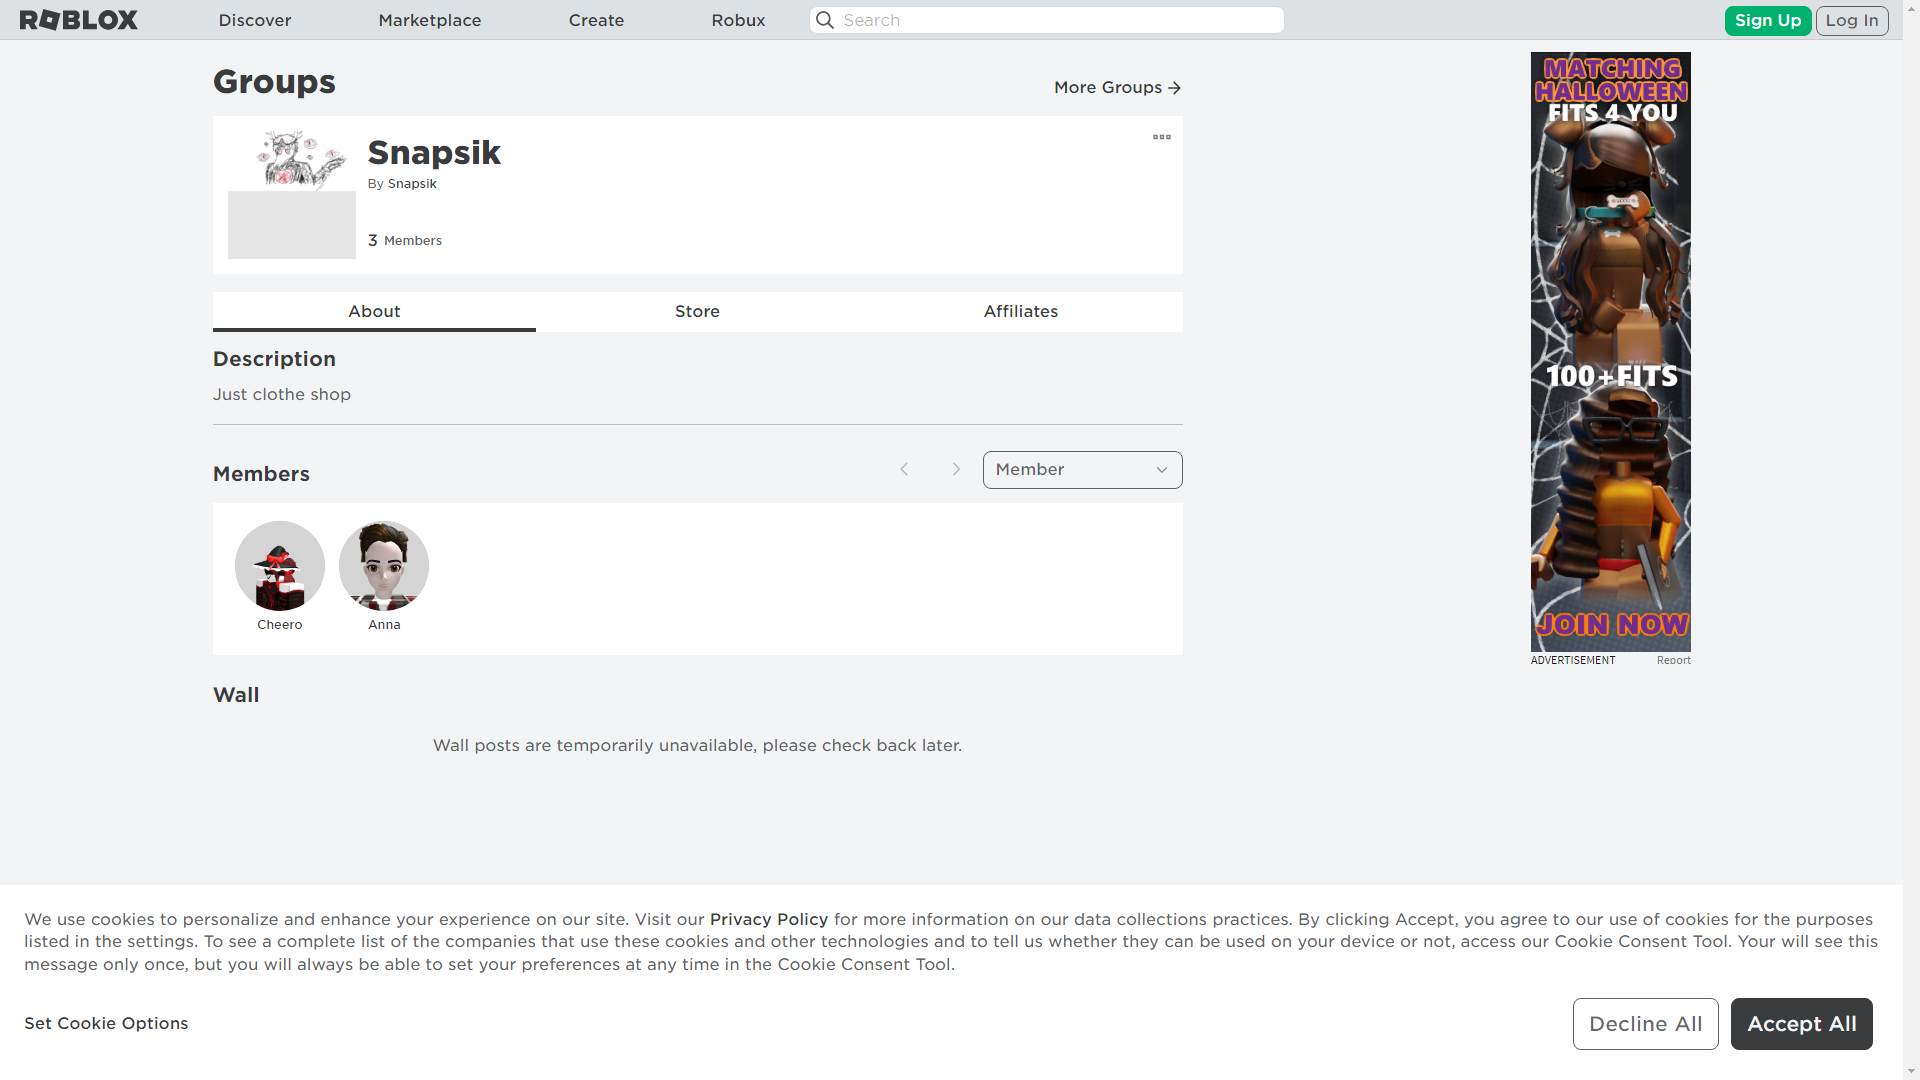 ROBLOX
Discover
Marketplace
Create
Robux
Search
Sign Up
Log In
Groups
More Groups
Snapsik
By Snapsik
3 Members
About
Store
Affiliates
Description
Just clothe shop
Members
Member
Cheero
Anna
Wall
Wall posts are temporarily unavailable, please check back later.
MATCHING
HALLOWEEN
FITS 4 YOU
100+FITS
JOIN NOW
ADVERTISEMENT
Report
We use cookies to personalize and enhance your experience on our site. Visit our Privacy Policy for more information on our data collections practices. By clicking Accept, you agree to our use of cookies for the purposes
listed in the settings. To see a complete list of the companies that use these cookies and other technologies and to tell us whether they can be used on your device or not, access our Cookie Consent Tool. Your will see this
message only once, but you will always be able to set your preferences at any time in the Cookie Consent Tool.
Set Cookie Options
Decline All
Accept All